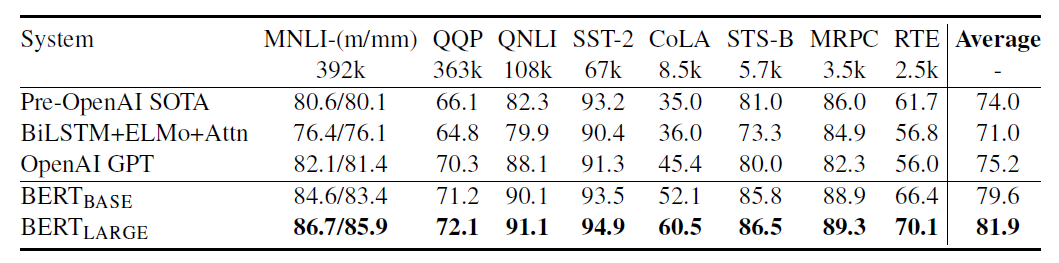 System MNLI-(m/mm) QQP QNLI SST-2 CoLA STS-B MRPC RTE Average
392k 363k 108k 67k 8.5k 5.7k 3.5k 2.5k -
Pre-OpenAI SOTA 80.6/80.1 66.1 82.3 93.2 35.0 81.0 86.0 61.7 74.0
BiLSTM+ELMo+Attn 76.4/76.1 64.8 79.9 90.4 36.0 73.3 84.9 56.8 71.0
OpenAI GPT 82.1/81.4 70.3 88.1 91.3 45.4 80.0 82.3 56.0 75.2
BERTBASE 84.6/83.4 71.2 90.1 93.5 52.1 85.8 88.9 66.4 79.6
BERTLARGE 86.7/85.9 72.1 91.1 94.9 60.5 86.5 89.3 70.1 81.9